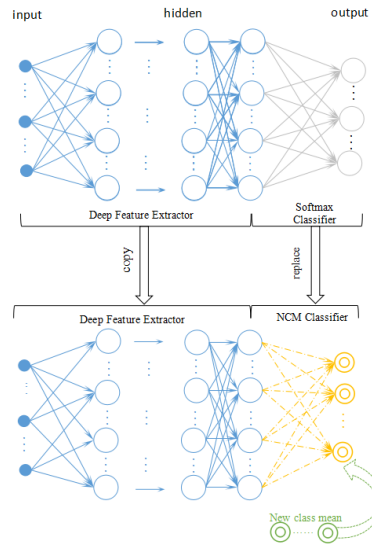 input
hidden
output
Deep Feature Extractor
Softmax
Classifier
copy
replace
Deep Feature Extractor
NCM Classifier
New class mean